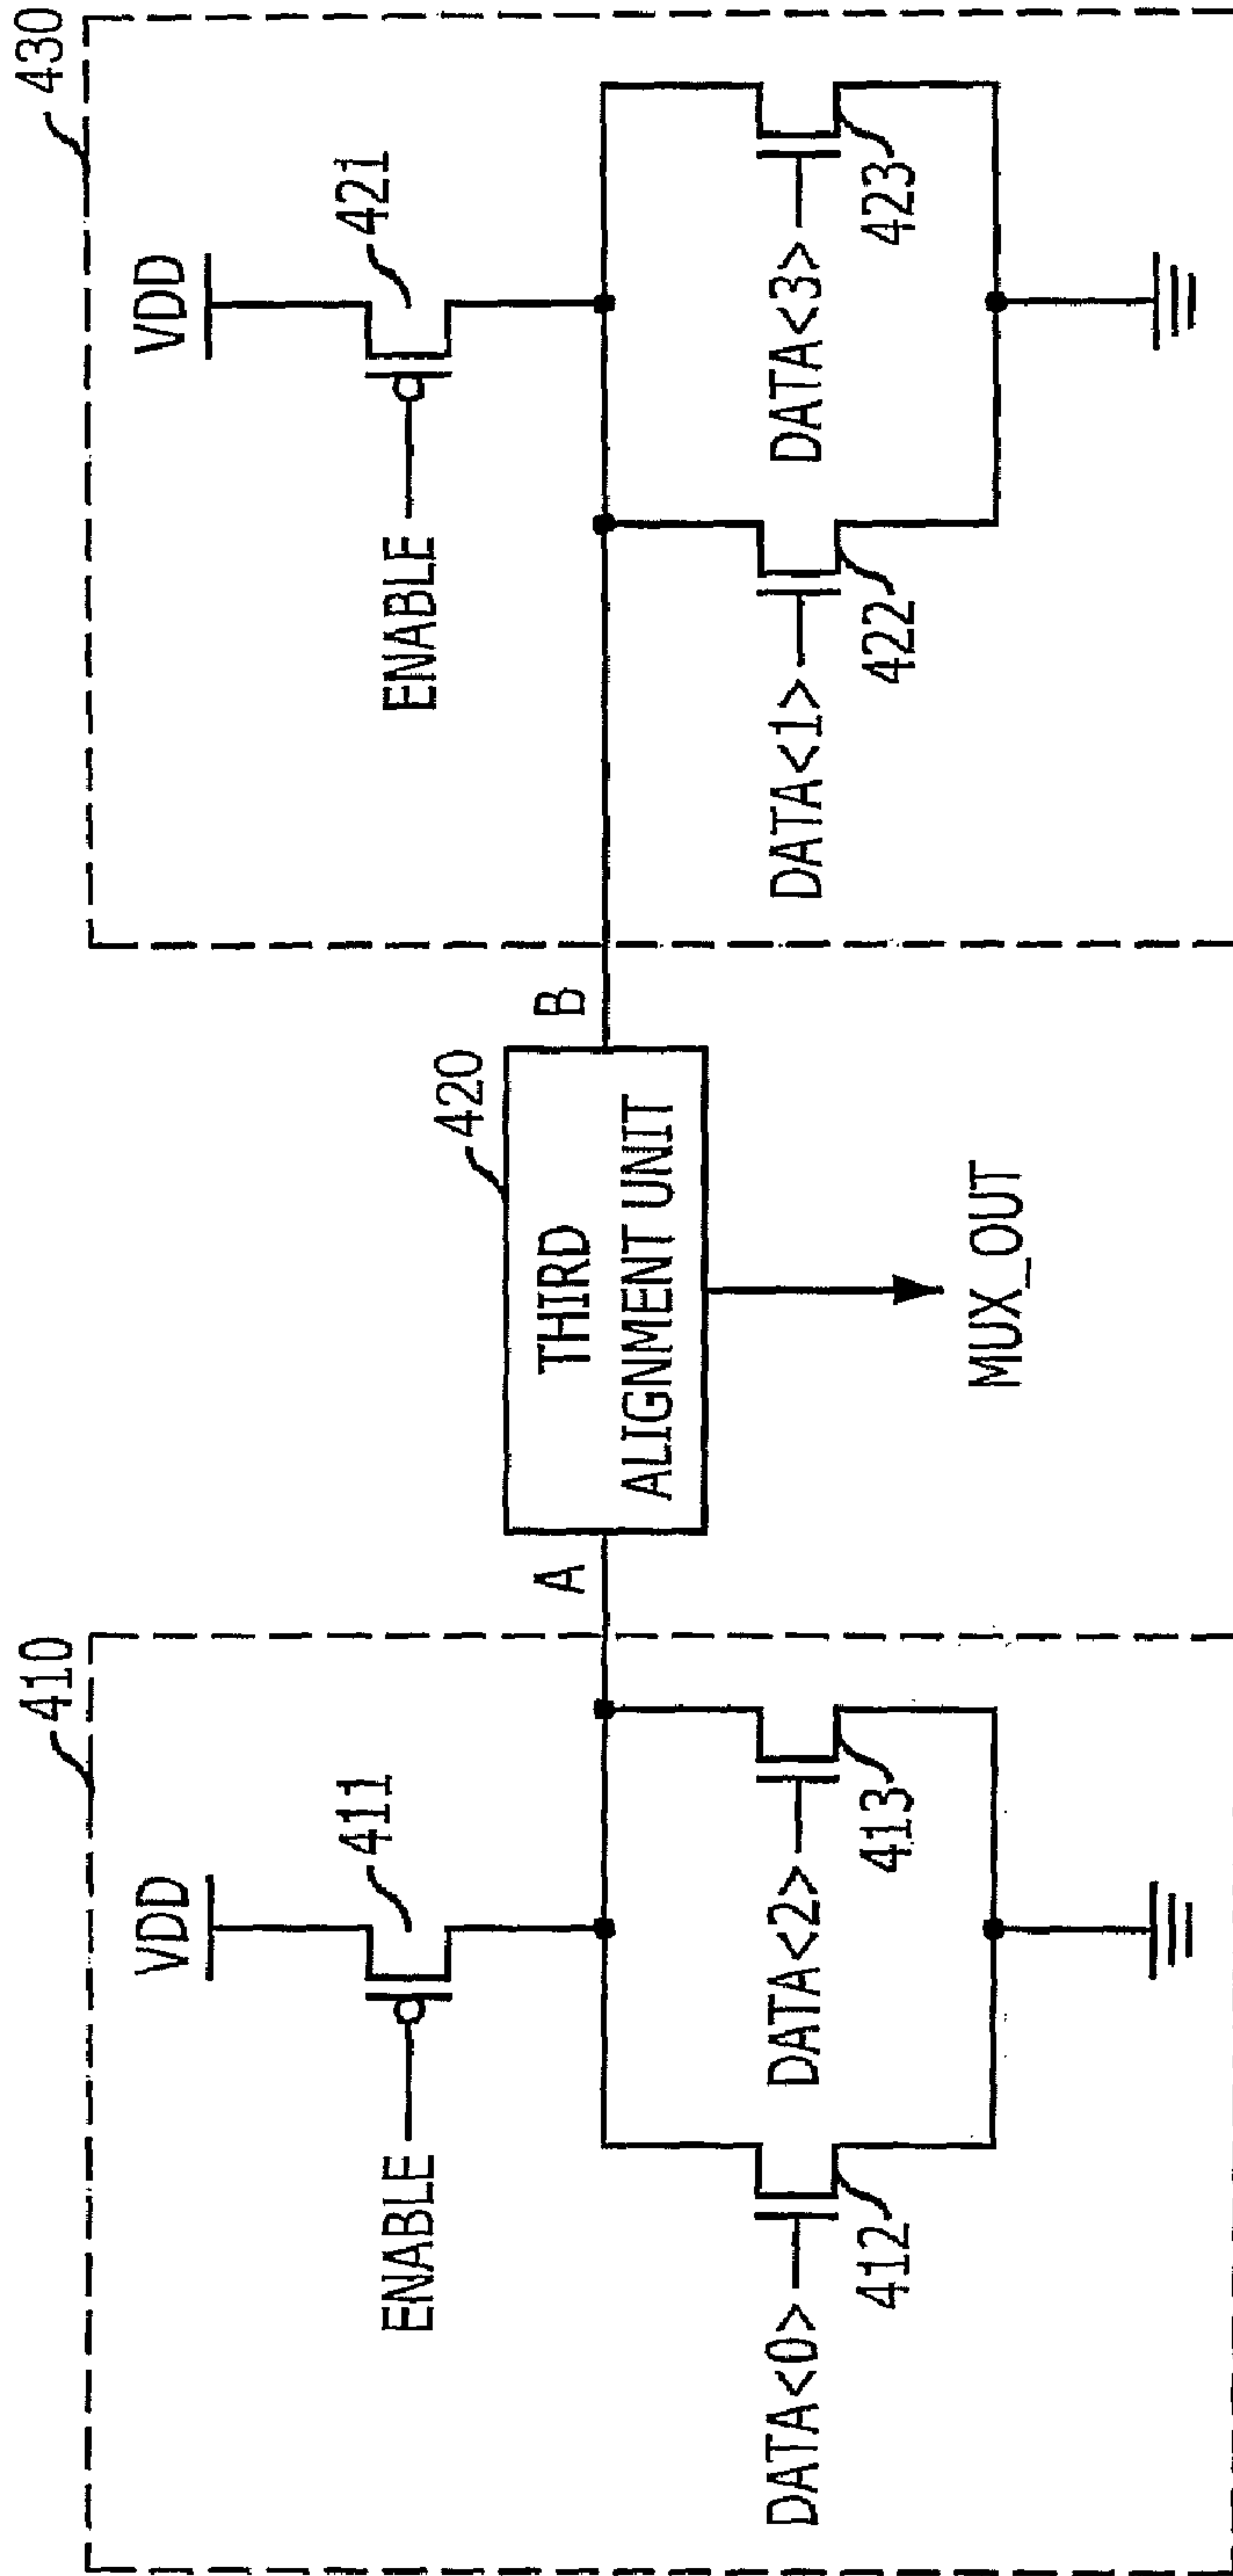 410
VDD
411
ENABLE
DATA<0>
412
DATA<2>
413
A
420
THIRD
ALIGNMENT UNIT
B
MUX_OUT
430
VDD
421
ENABLE
DATA<1>
422
DATA<3>
423